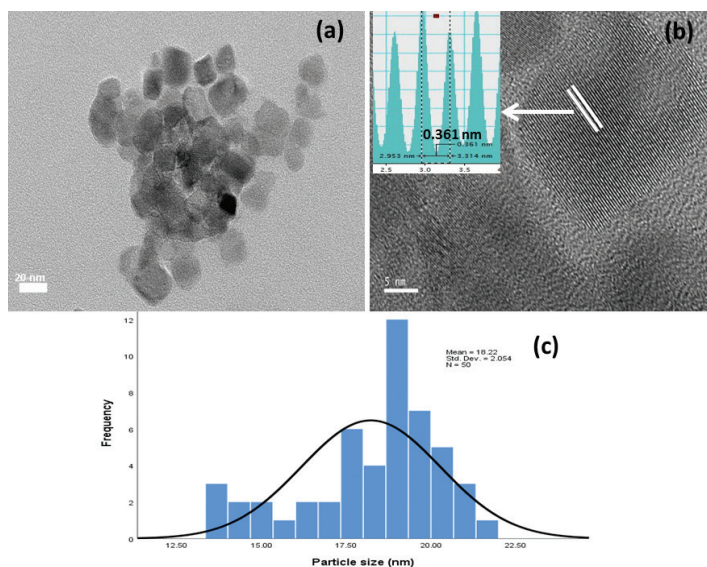 (a)
20 nm
(b)
0.361 nm
0.361
2.953 nm
3.314 nm
2.5 3.0 3.5
5 nm
(c)
Mean = 18.22
Std. Dev. = 2.054
N = 50
12
10
8
6
4
2
0
Frequency
12.50 15.00 17.50 20.00 22.50
Particle size (nm)